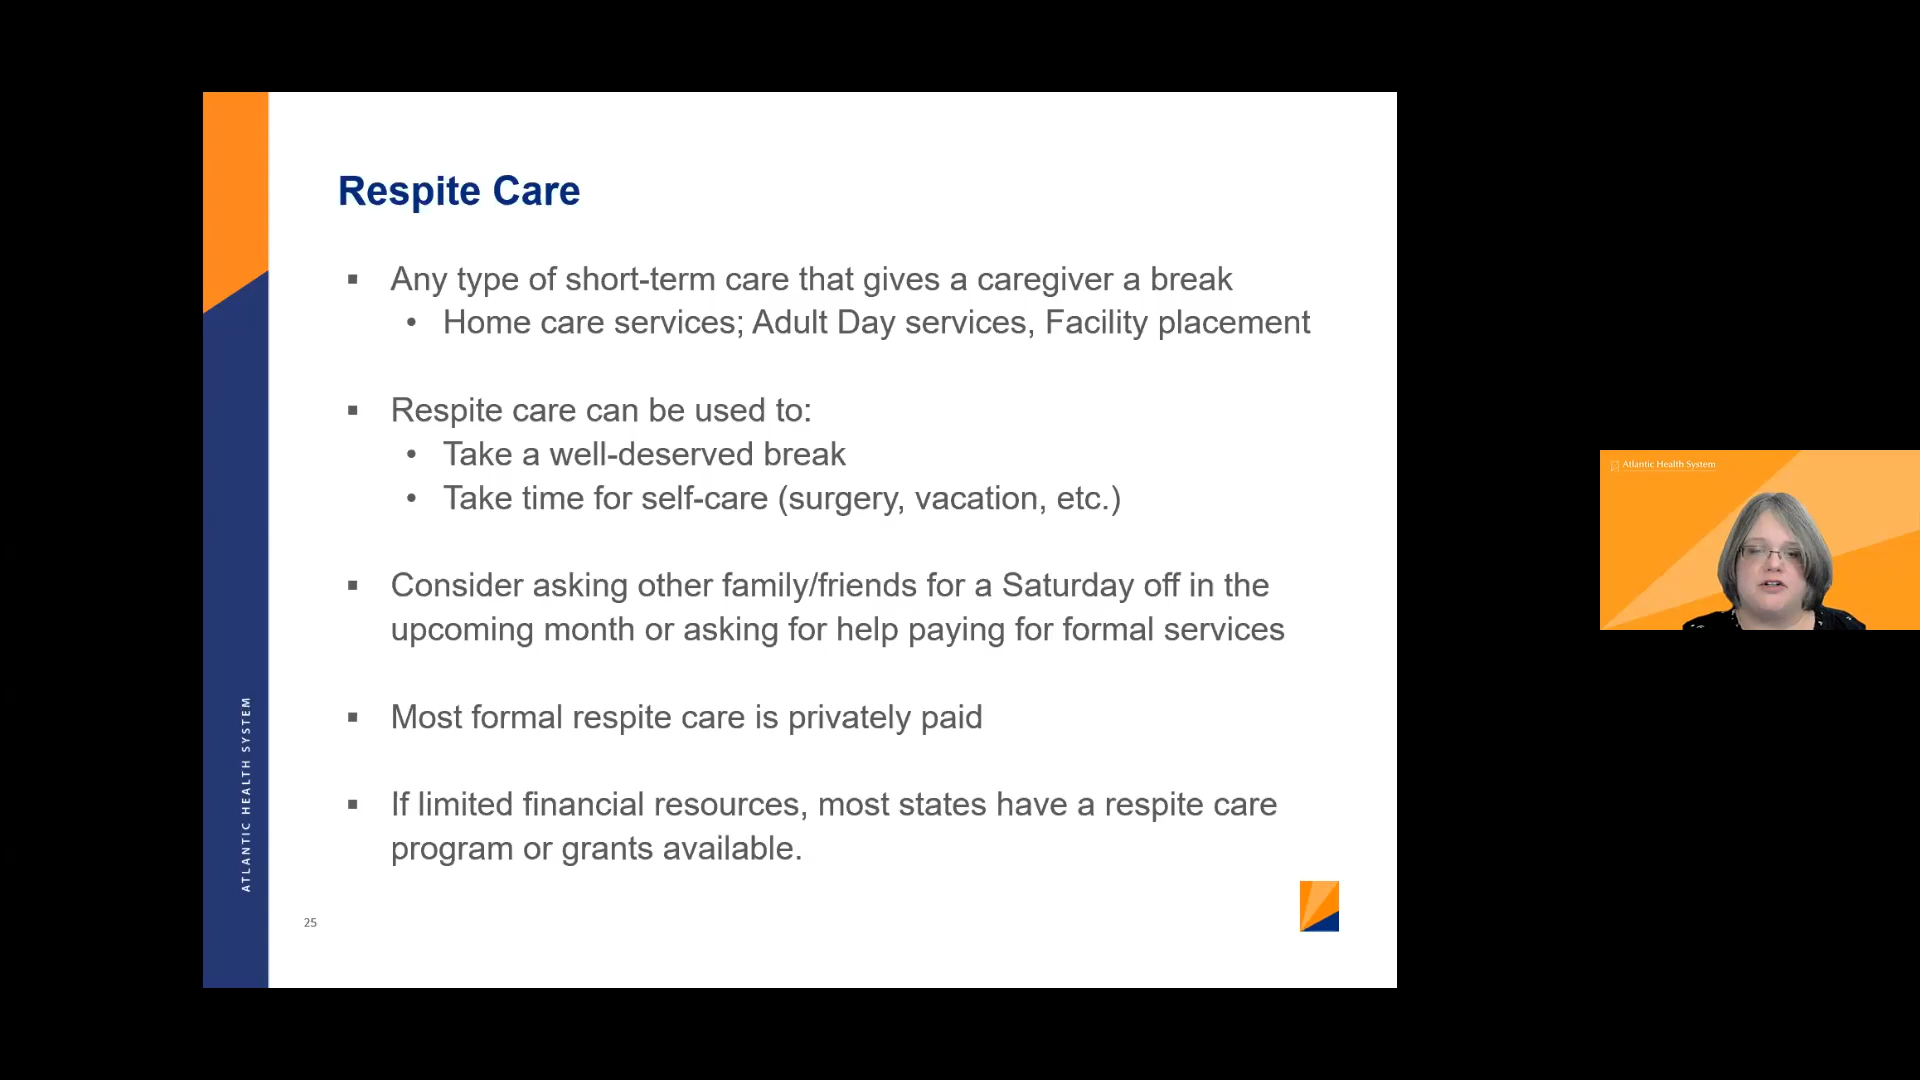 Respite Care
▪ Any type of short-term care that gives a caregiver a break
• Home care services; Adult Day services, Facility placement
▪ Respite care can be used to:
• Take a well-deserved break
• Take time for self-care (surgery, vacation, etc.)
▪ Consider asking other family/friends for a Saturday off in the
upcoming month or asking for help paying for formal services
▪ Most formal respite care is privately paid
▪ If limited financial resources, most states have a respite care
program or grants available.
ATLANTIC HEALTH SYSTEM
25
Atlantic Health System